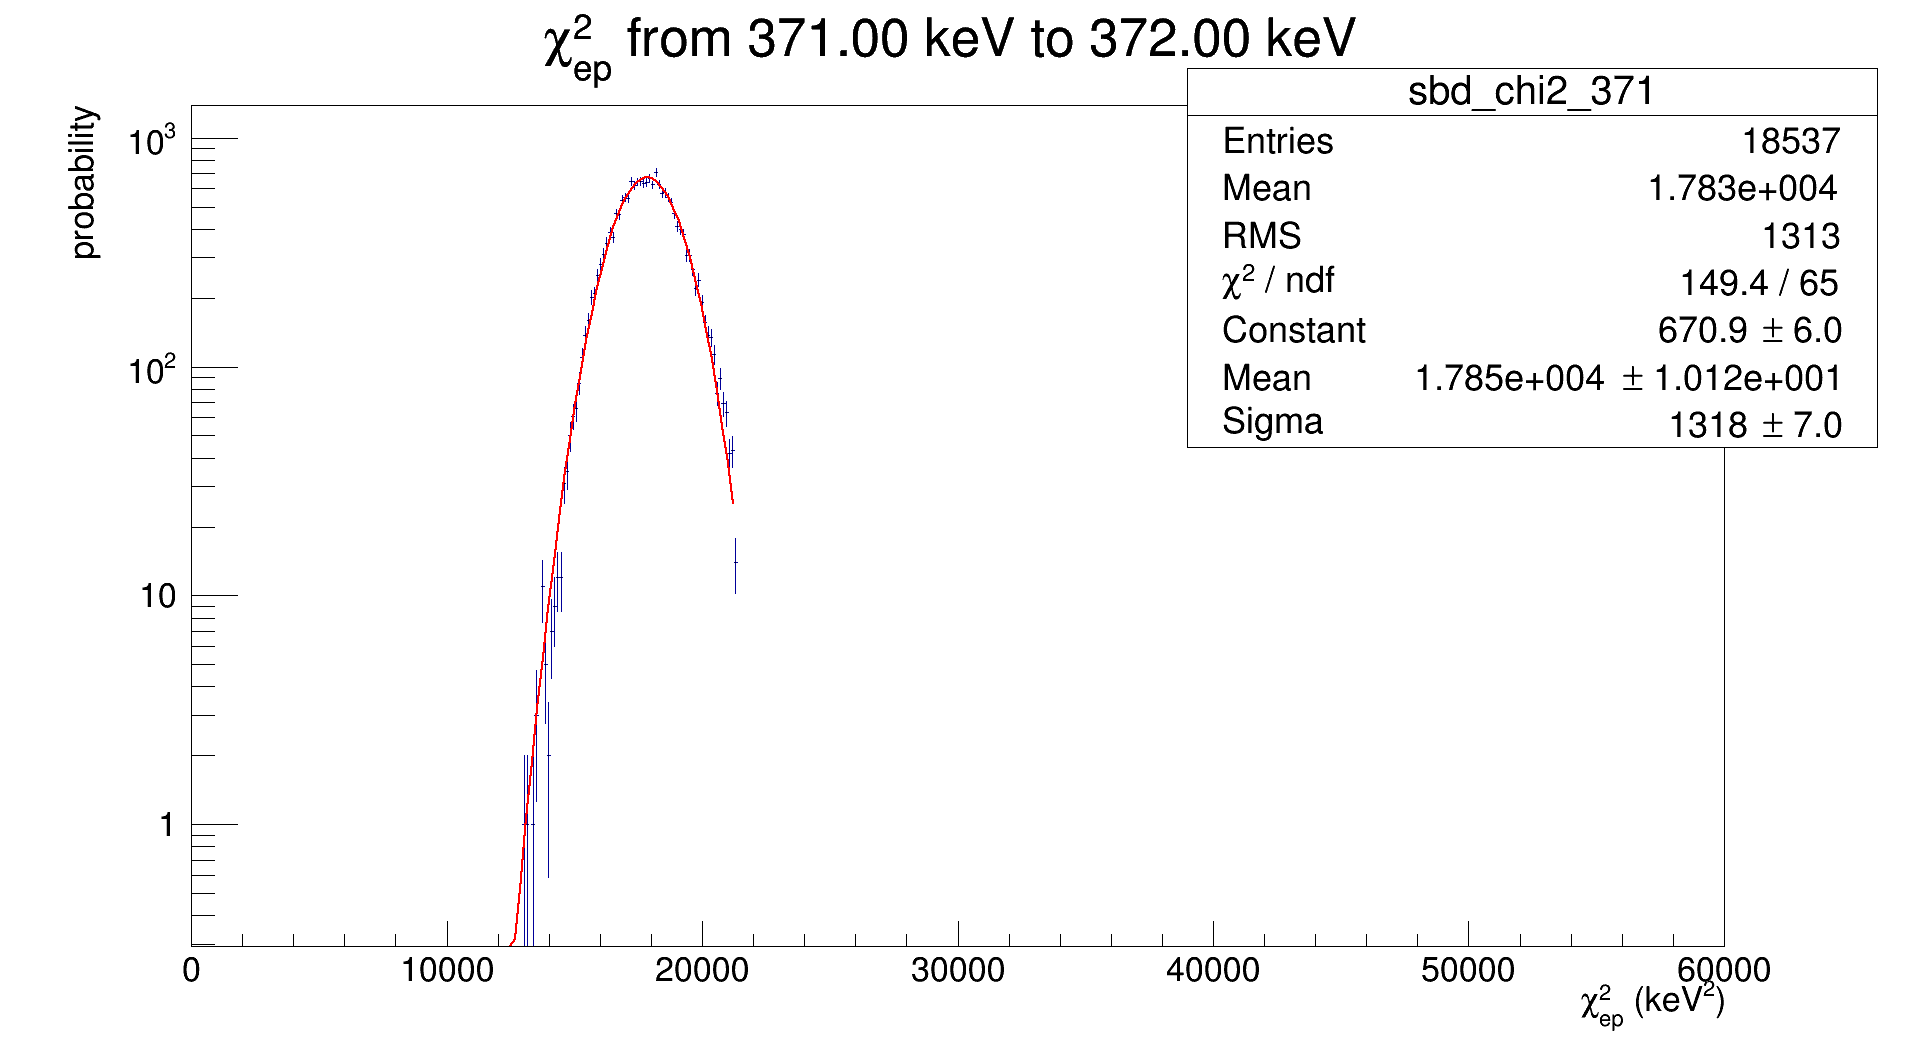 χ²ep from 371.00 keV to 372.00 keV
sbd_chi2_371
Entries 18537
Mean 1.783e+004
RMS 1313
χ² / ndf 149.4 / 65
Constant 670.9 ± 6.0
Mean 1.785e+004 ± 1.012e+001
Sigma 1318 ± 7.0
probability
10³
10²
10
1
0 10000 20000 30000 40000 50000 60000
χ²ep (keV²)